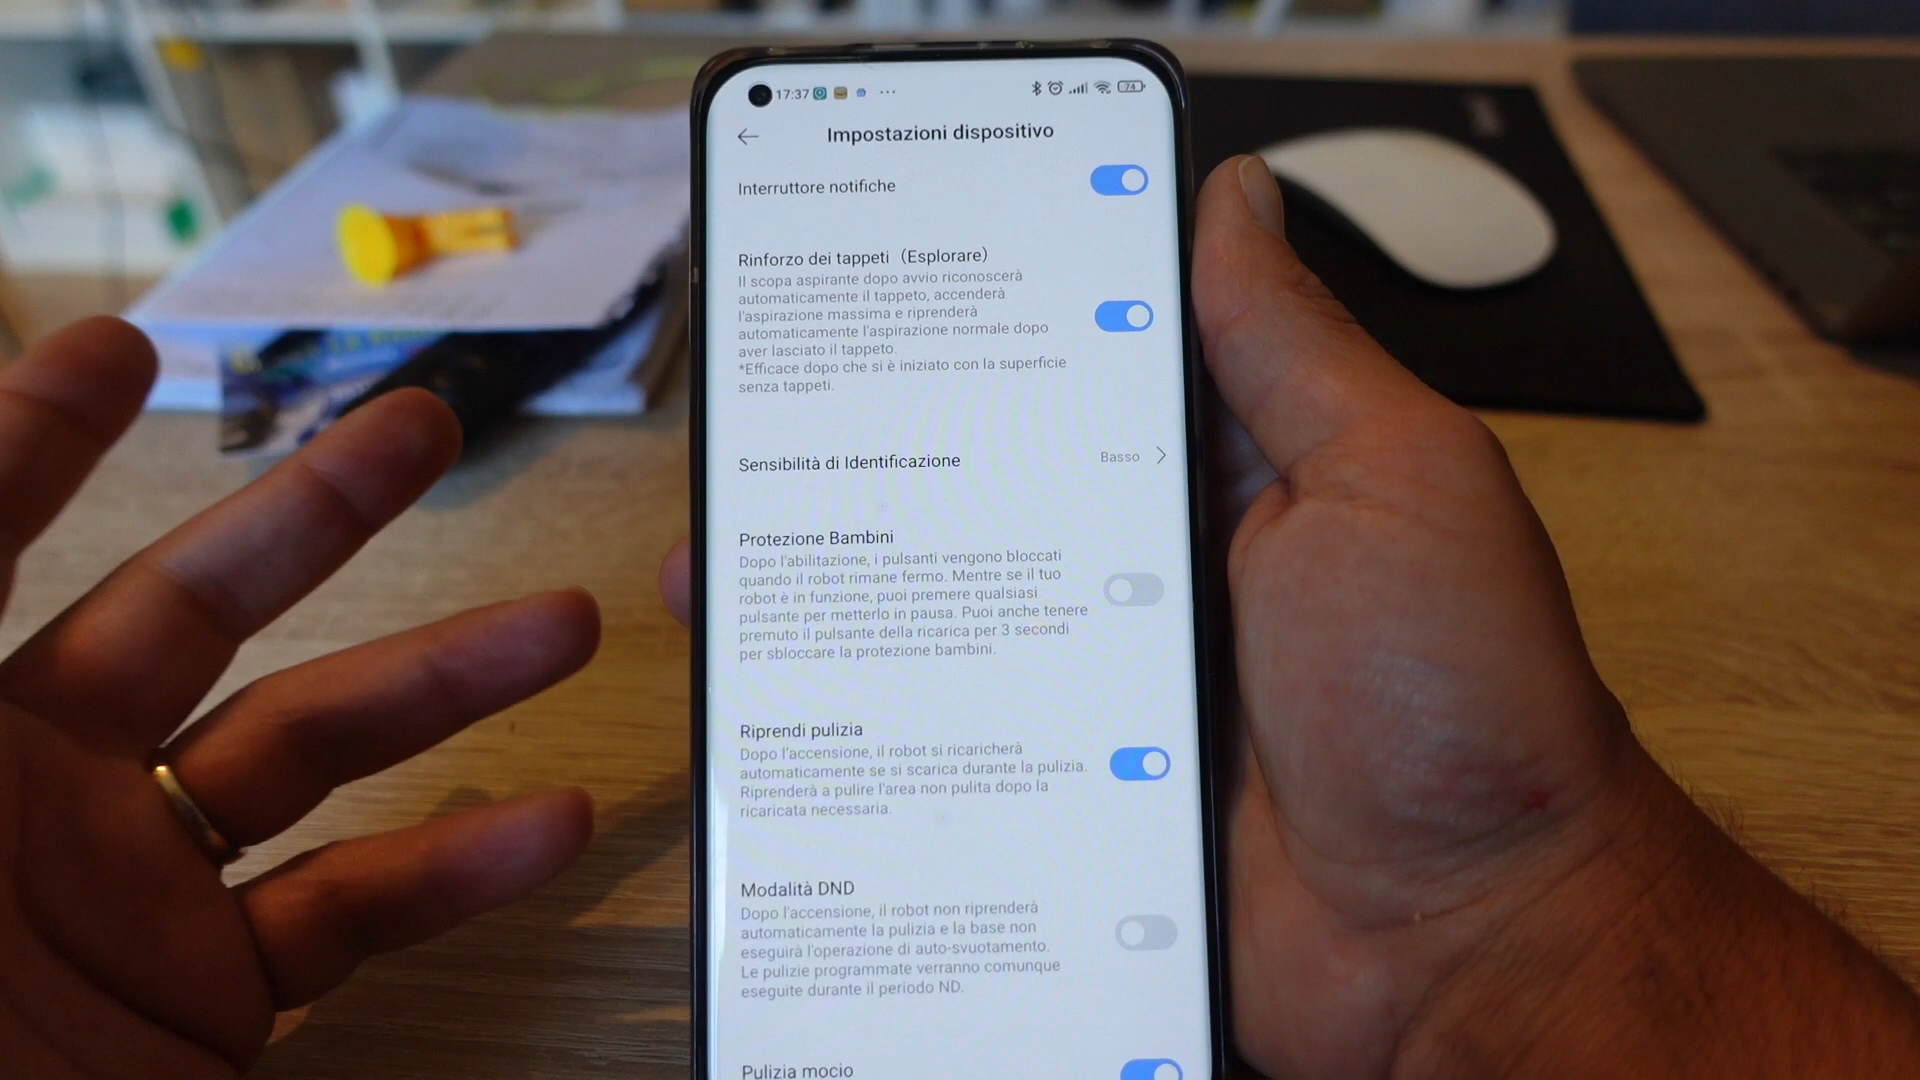 17:37
74
Impostazioni dispositivo
Interruttore notifiche
Rinforzo dei tappeti（Esplorare）
Il scopa aspirante dopo avvio riconoscerà
automaticamente il tappeto, accenderà
l'aspirazione massima e riprenderà
automaticamente l'aspirazione normale dopo
aver lasciato il tappeto.
*Efficace dopo che si è iniziato con la superficie
senza tappeti.
Sensibilità di Identificazione
Basso
Protezione Bambini
Dopo l'abilitazione, i pulsanti vengono bloccati
quando il robot rimane fermo. Mentre se il tuo
robot è in funzione, puoi premere qualsiasi
pulsante per metterlo in pausa. Puoi anche tenere
premuto il pulsante della ricarica per 3 secondi
per sbloccare la protezione bambini.
Riprendi pulizia
Dopo l'accensione, il robot si ricaricherà
automaticamente se si scarica durante la pulizia.
Riprenderà a pulire l'area non pulita dopo la
ricaricata necessaria.
Modalità DND
Dopo l'accensione, il robot non riprenderà
automaticamente la pulizia e la base non
eseguirà l'operazione di auto-svuotamento.
Le pulizie programmate verranno comunque
eseguite durante il periodo ND.
Pulizia mocio